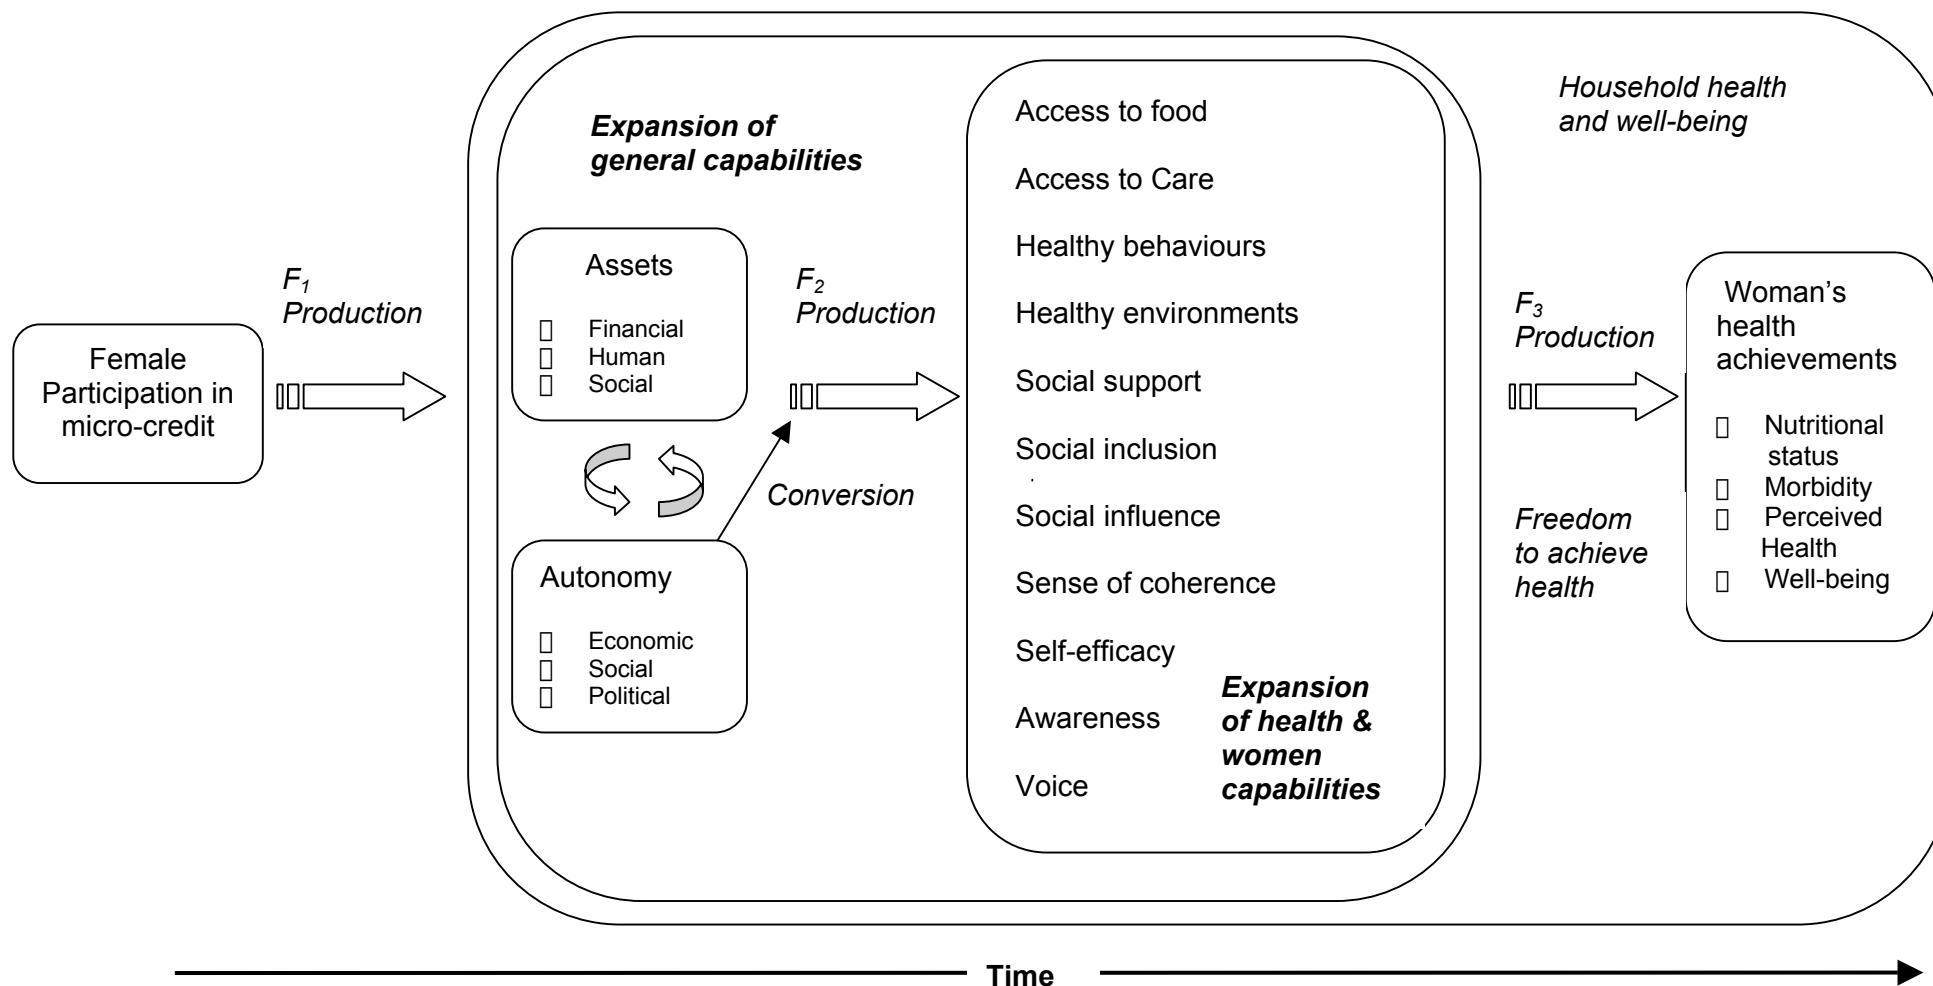 Female
Participation in
micro-credit
F1
Production
Expansion of
general capabilities
Assets
Financial
Human
Social
Autonomy
Economic
Social
Political
F2
Production
Conversion
Access to food
Access to Care
Healthy behaviours
Healthy environments
Social support
Social inclusion
Social influence
Sense of coherence
Self-efficacy
Awareness
Voice
Expansion
of health &
women
capabilities
Household health
and well-being
F3
Production
Freedom
to achieve
health
Woman’s
health
achievements
Nutritional
status
Morbidity
Perceived
Health
Well-being
Time